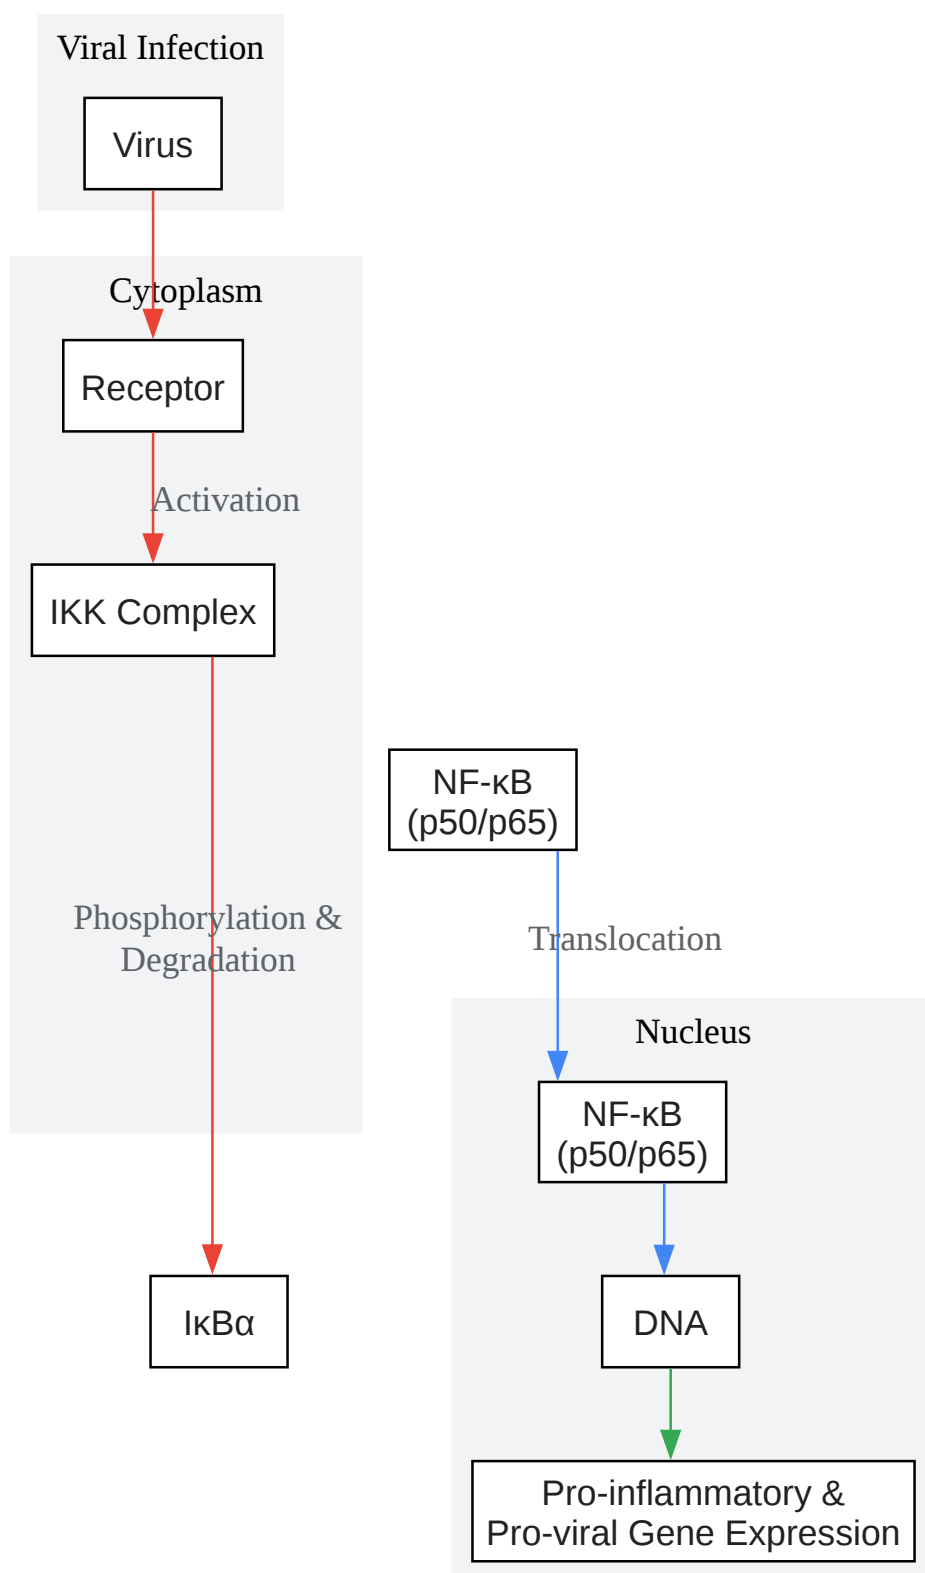 Viral Infection
Virus
Cytoplasm
Receptor
Activation
IKK Complex
NF-κB
(p50/p65)
Phosphorylation &
Degradation
Translocation
Nucleus
NF-κB
(p50/p65)
IκBα
DNA
Pro-inflammatory &
Pro-viral Gene Expression